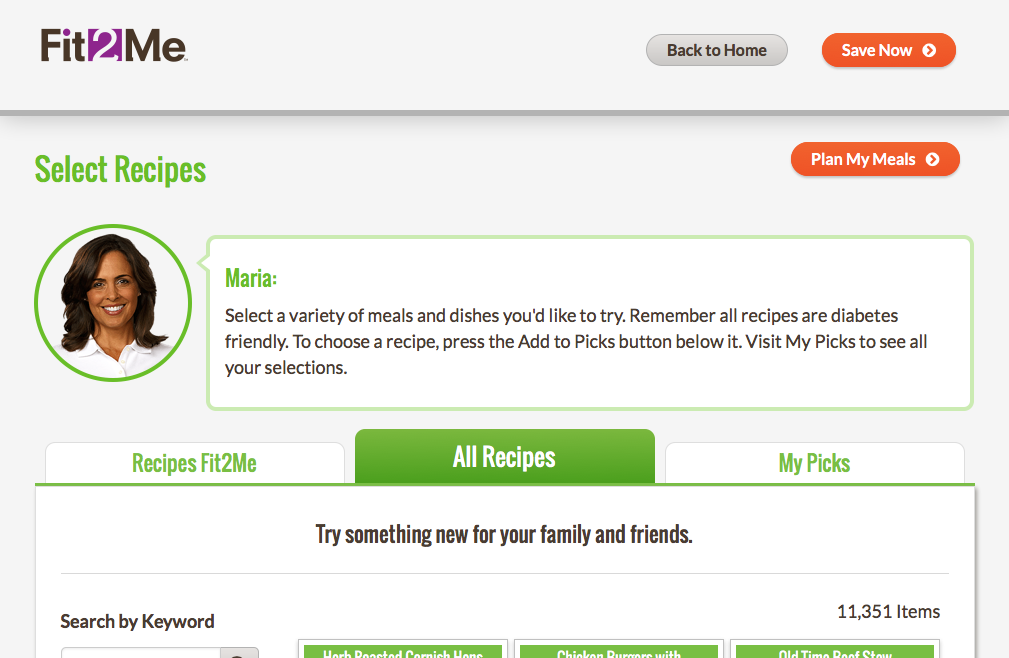 Fit2Me
Back to Home
Save Now
Select Recipes
Plan My Meals
Maria:
Select a variety of meals and dishes you'd like to try. Remember all recipes are diabetes
friendly. To choose a recipe, press the Add to Picks button below it. Visit My Picks to see all
your selections.
Recipes Fit2Me
All Recipes
My Picks
Try something new for your family and friends.
11,351 Items
Search by Keyword
Herb Roasted Cornish Hens
Chicken Burgers with
Old Time Beef Stew